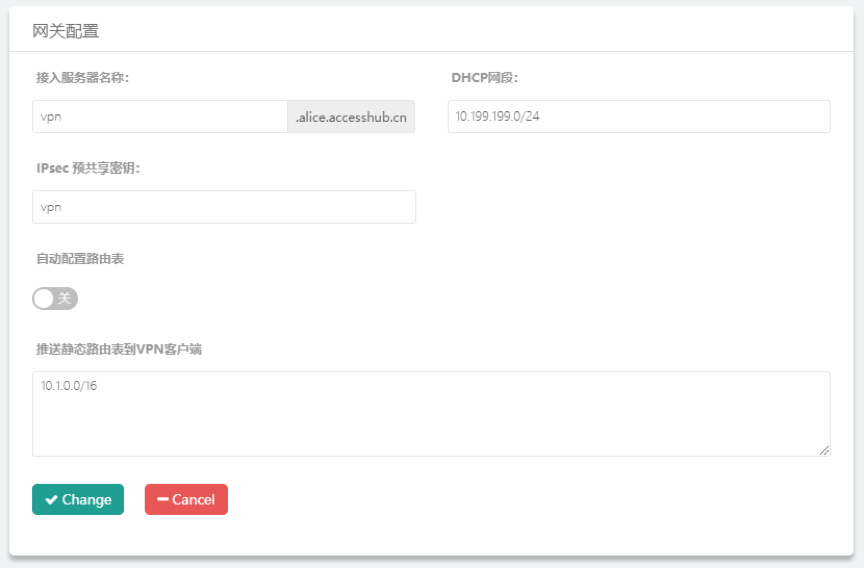 网关配置
接入服务器名称:
DHCP网段:
vpn
.alice.accesshub.cn
10.199.199.0/24
IPsec 预共享密钥:
vpn
自动配置路由表
关
推送静态路由表到VPN客户端
10.1.0.0/16
Change
Cancel